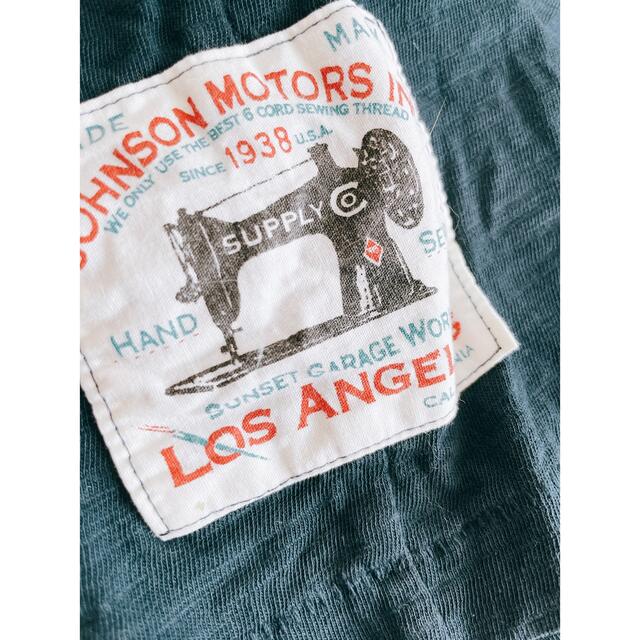 JOHNSON MOTORS IN
WE ONLY USE THE BEST 6 CORD SEWING THREAD
SINCE 1938 U.S.A.
SUPPLY CO
HAND
SUNSET GARAGE WOR
LOS ANGEL